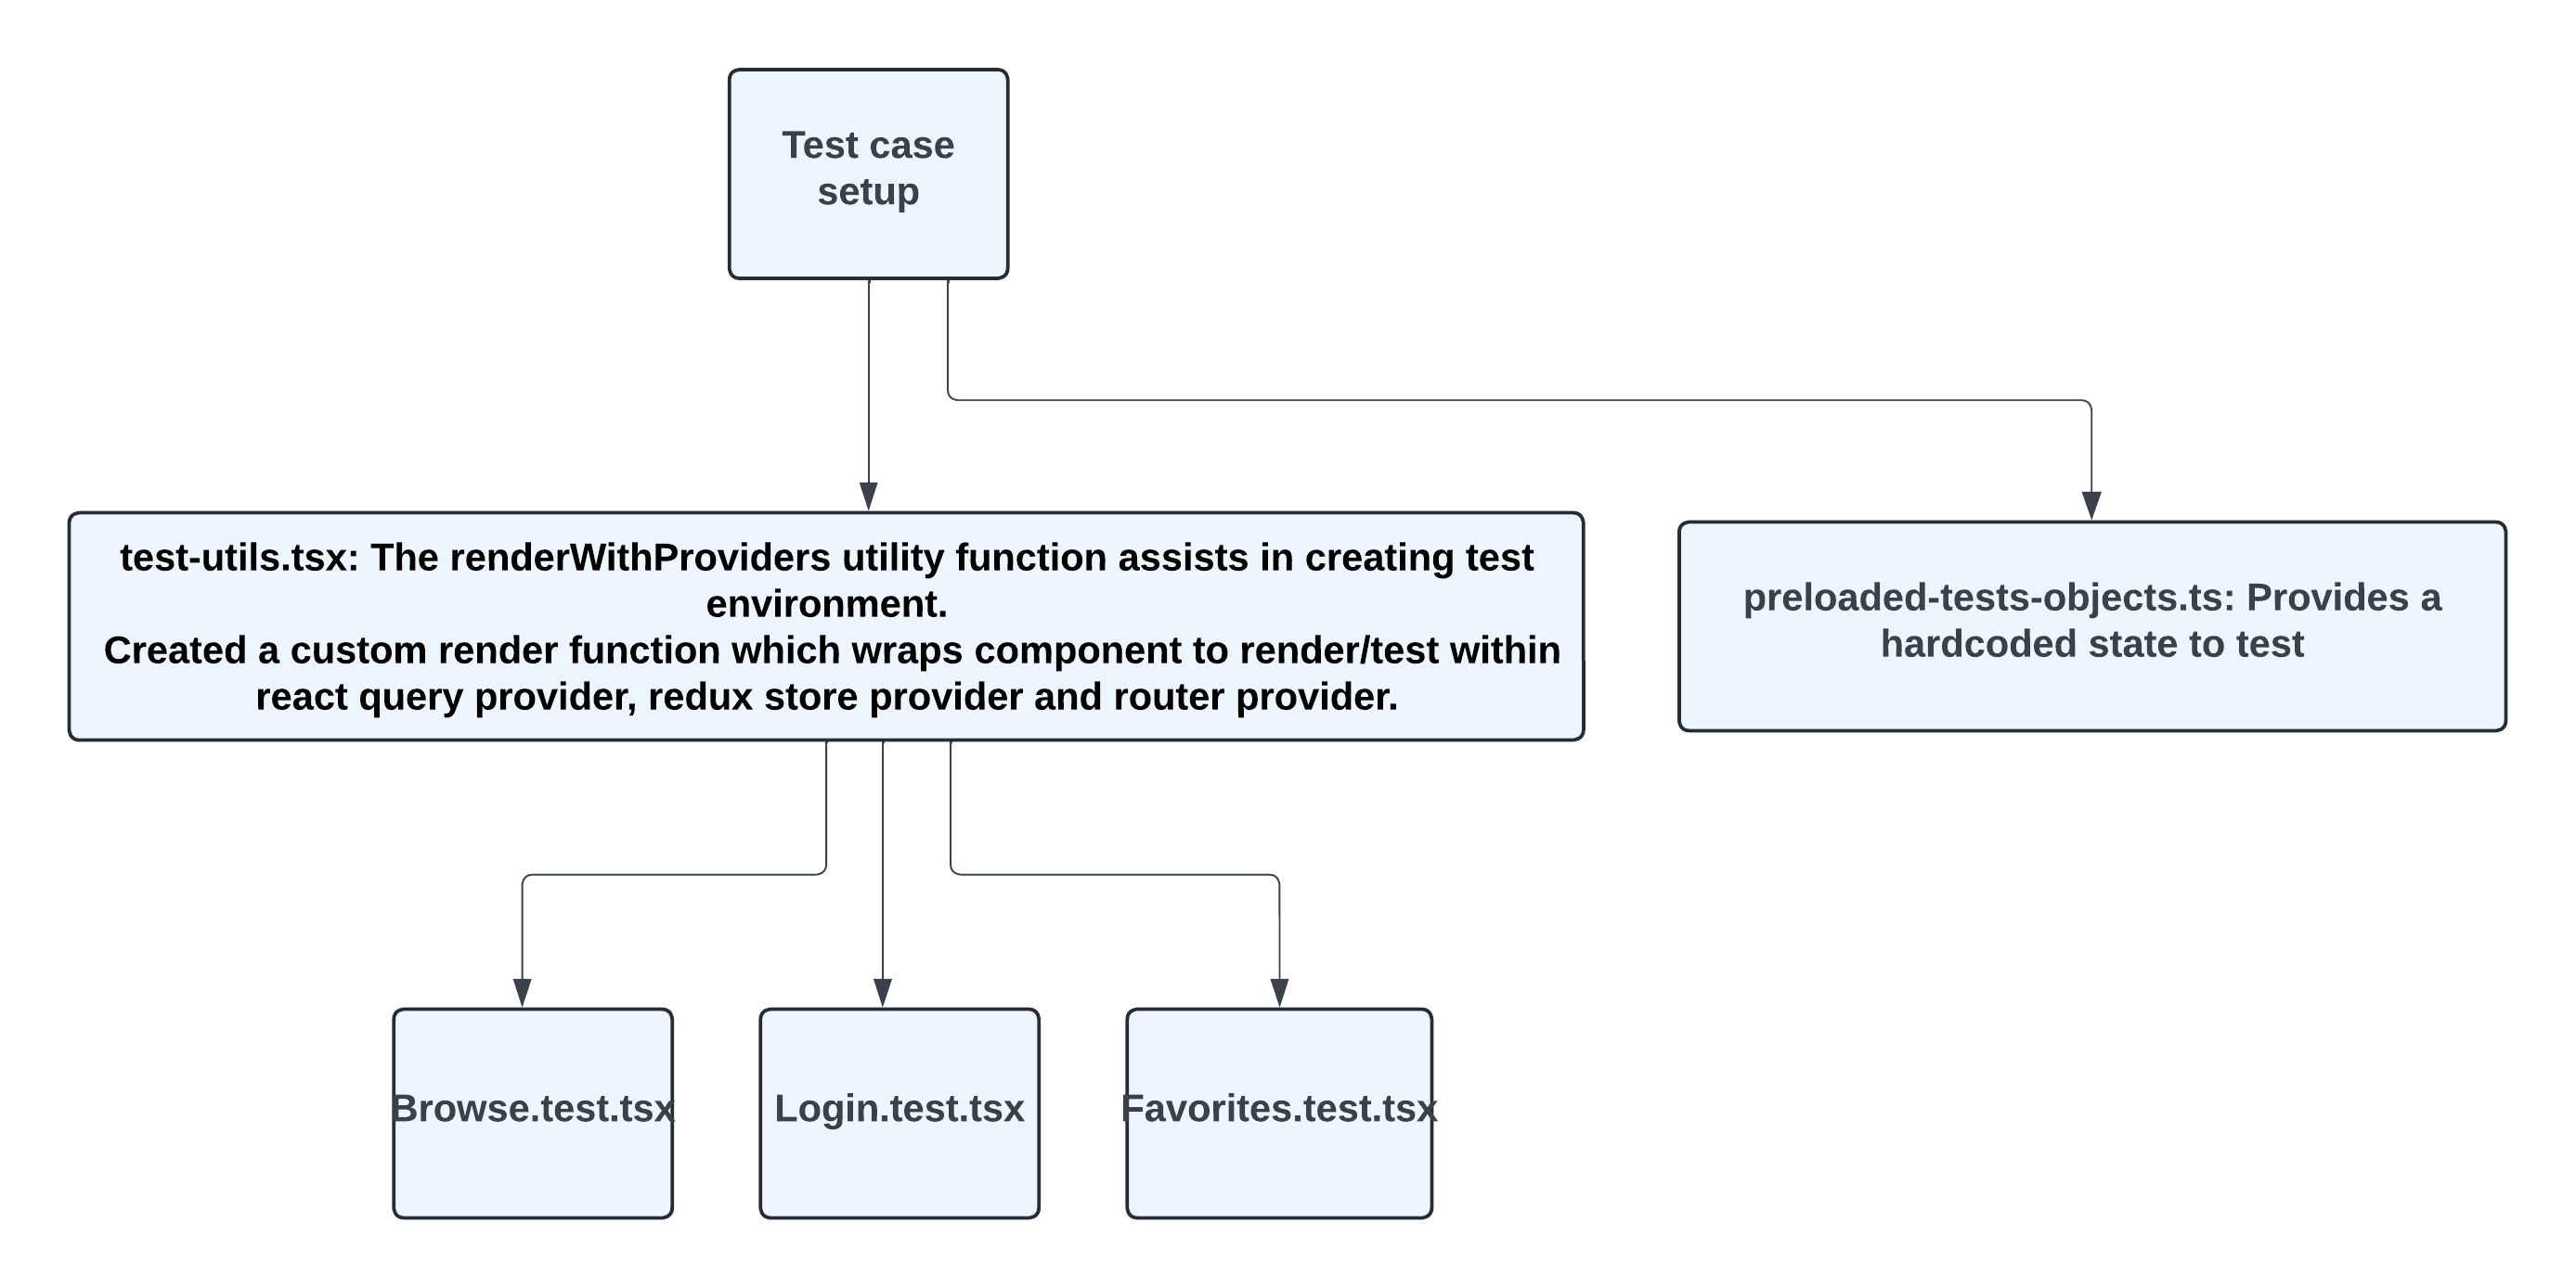 Test case
setup
test-utils.tsx: The renderWithProviders utility function assists in creating test
environment.
Created a custom render function which wraps component to render/test within
react query provider, redux store provider and router provider.
preloaded-tests-objects.ts: Provides a
hardcoded state to test
Browse.test.tsx
Login.test.tsx
Favorites.test.tsx